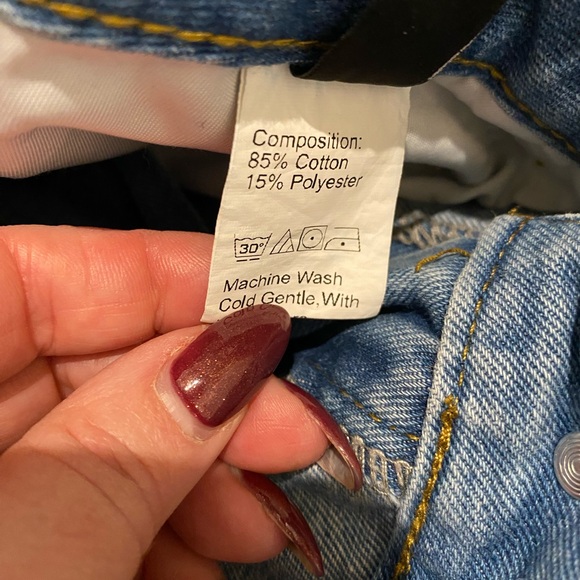 Composition:
85% Cotton
15% Polyester
30°
Machine Wash
Cold Gentle, With